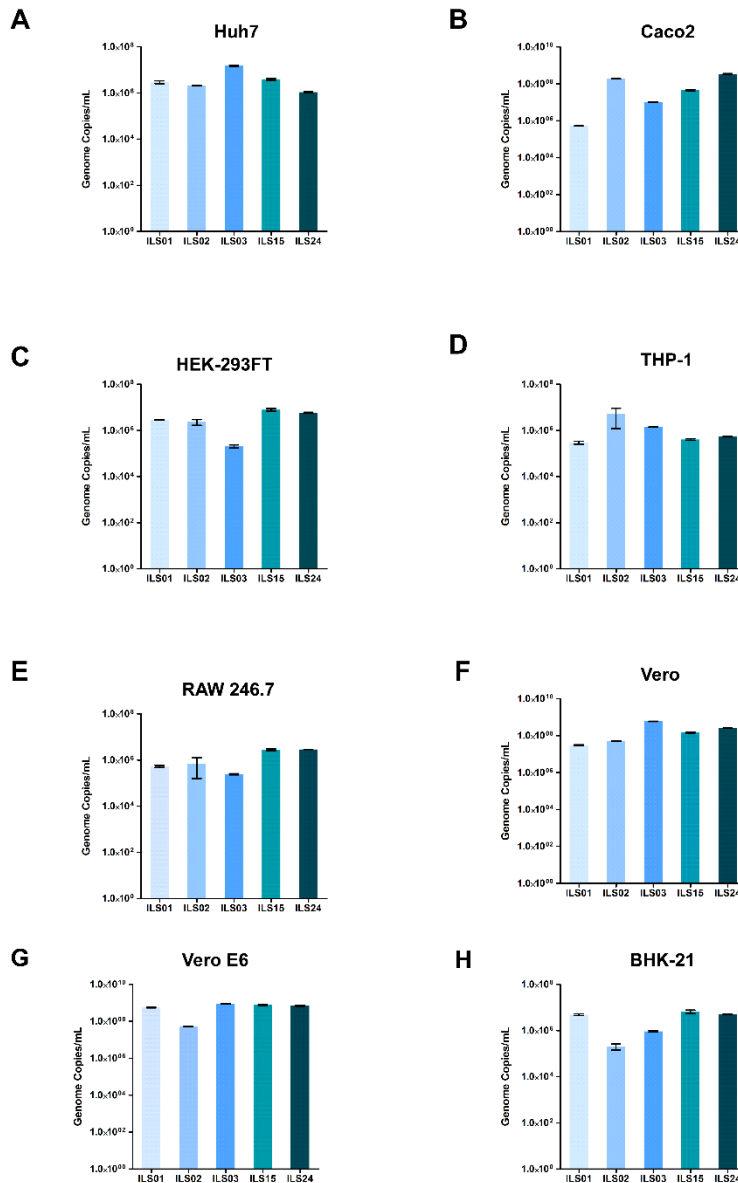 A
Huh7
Genome Copies/mL
1.0×10⁸
1.0×10⁶
1.0×10⁴
1.0×10²
1.0×10⁰
ILS01 ILS02 ILS03 ILS15 ILS24
B
Caco2
Genome Copies/mL
1.0×10¹⁰
1.0×10⁰⁸
1.0×10⁰⁶
1.0×10⁰⁴
1.0×10⁰²
1.0×10⁰⁰
ILS01 ILS02 ILS03 ILS15 ILS24
C
HEK-293FT
Genome Copies/mL
1.0×10⁸
1.0×10⁶
1.0×10⁴
1.0×10²
1.0×10⁰
ILS01 ILS02 ILS03 ILS15 ILS24
D
THP-1
Genome Copies/mL
1.0×10⁸
1.0×10⁶
1.0×10⁴
1.0×10²
1.0×10⁰
ILS01 ILS02 ILS03 ILS15 ILS24
E
RAW 246.7
Genome Copies/mL
1.0×10⁸
1.0×10⁶
1.0×10⁴
1.0×10²
1.0×10⁰
ILS01 ILS02 ILS03 ILS15 ILS24
F
Vero
Genome Copies/mL
1.0×10¹⁰
1.0×10⁰⁸
1.0×10⁰⁶
1.0×10⁰⁴
1.0×10⁰²
1.0×10⁰⁰
ILS01 ILS02 ILS03 ILS15 ILS24
G
Vero E6
Genome Copies/mL
1.0×10¹⁰
1.0×10⁰⁸
1.0×10⁰⁶
1.0×10⁰⁴
1.0×10⁰²
1.0×10⁰⁰
ILS01 ILS02 ILS03 ILS15 ILS24
H
BHK-21
Genome Copies/mL
1.0×10⁸
1.0×10⁶
1.0×10⁴
1.0×10²
1.0×10⁰
ILS01 ILS02 ILS03 ILS15 ILS24